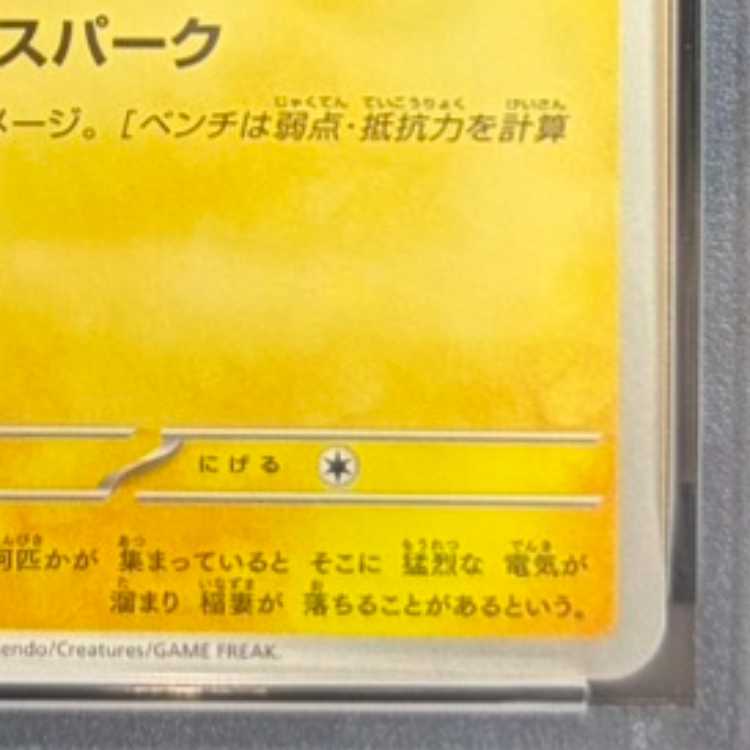 スパーク
メージ。[ベンチは弱点・抵抗力を計算
にげる
何匹かが 集まっていると そこに 猛烈な 電気が
溜まり 稲妻が 落ちることがあるという。
endo/Creatures/GAME FREAK.